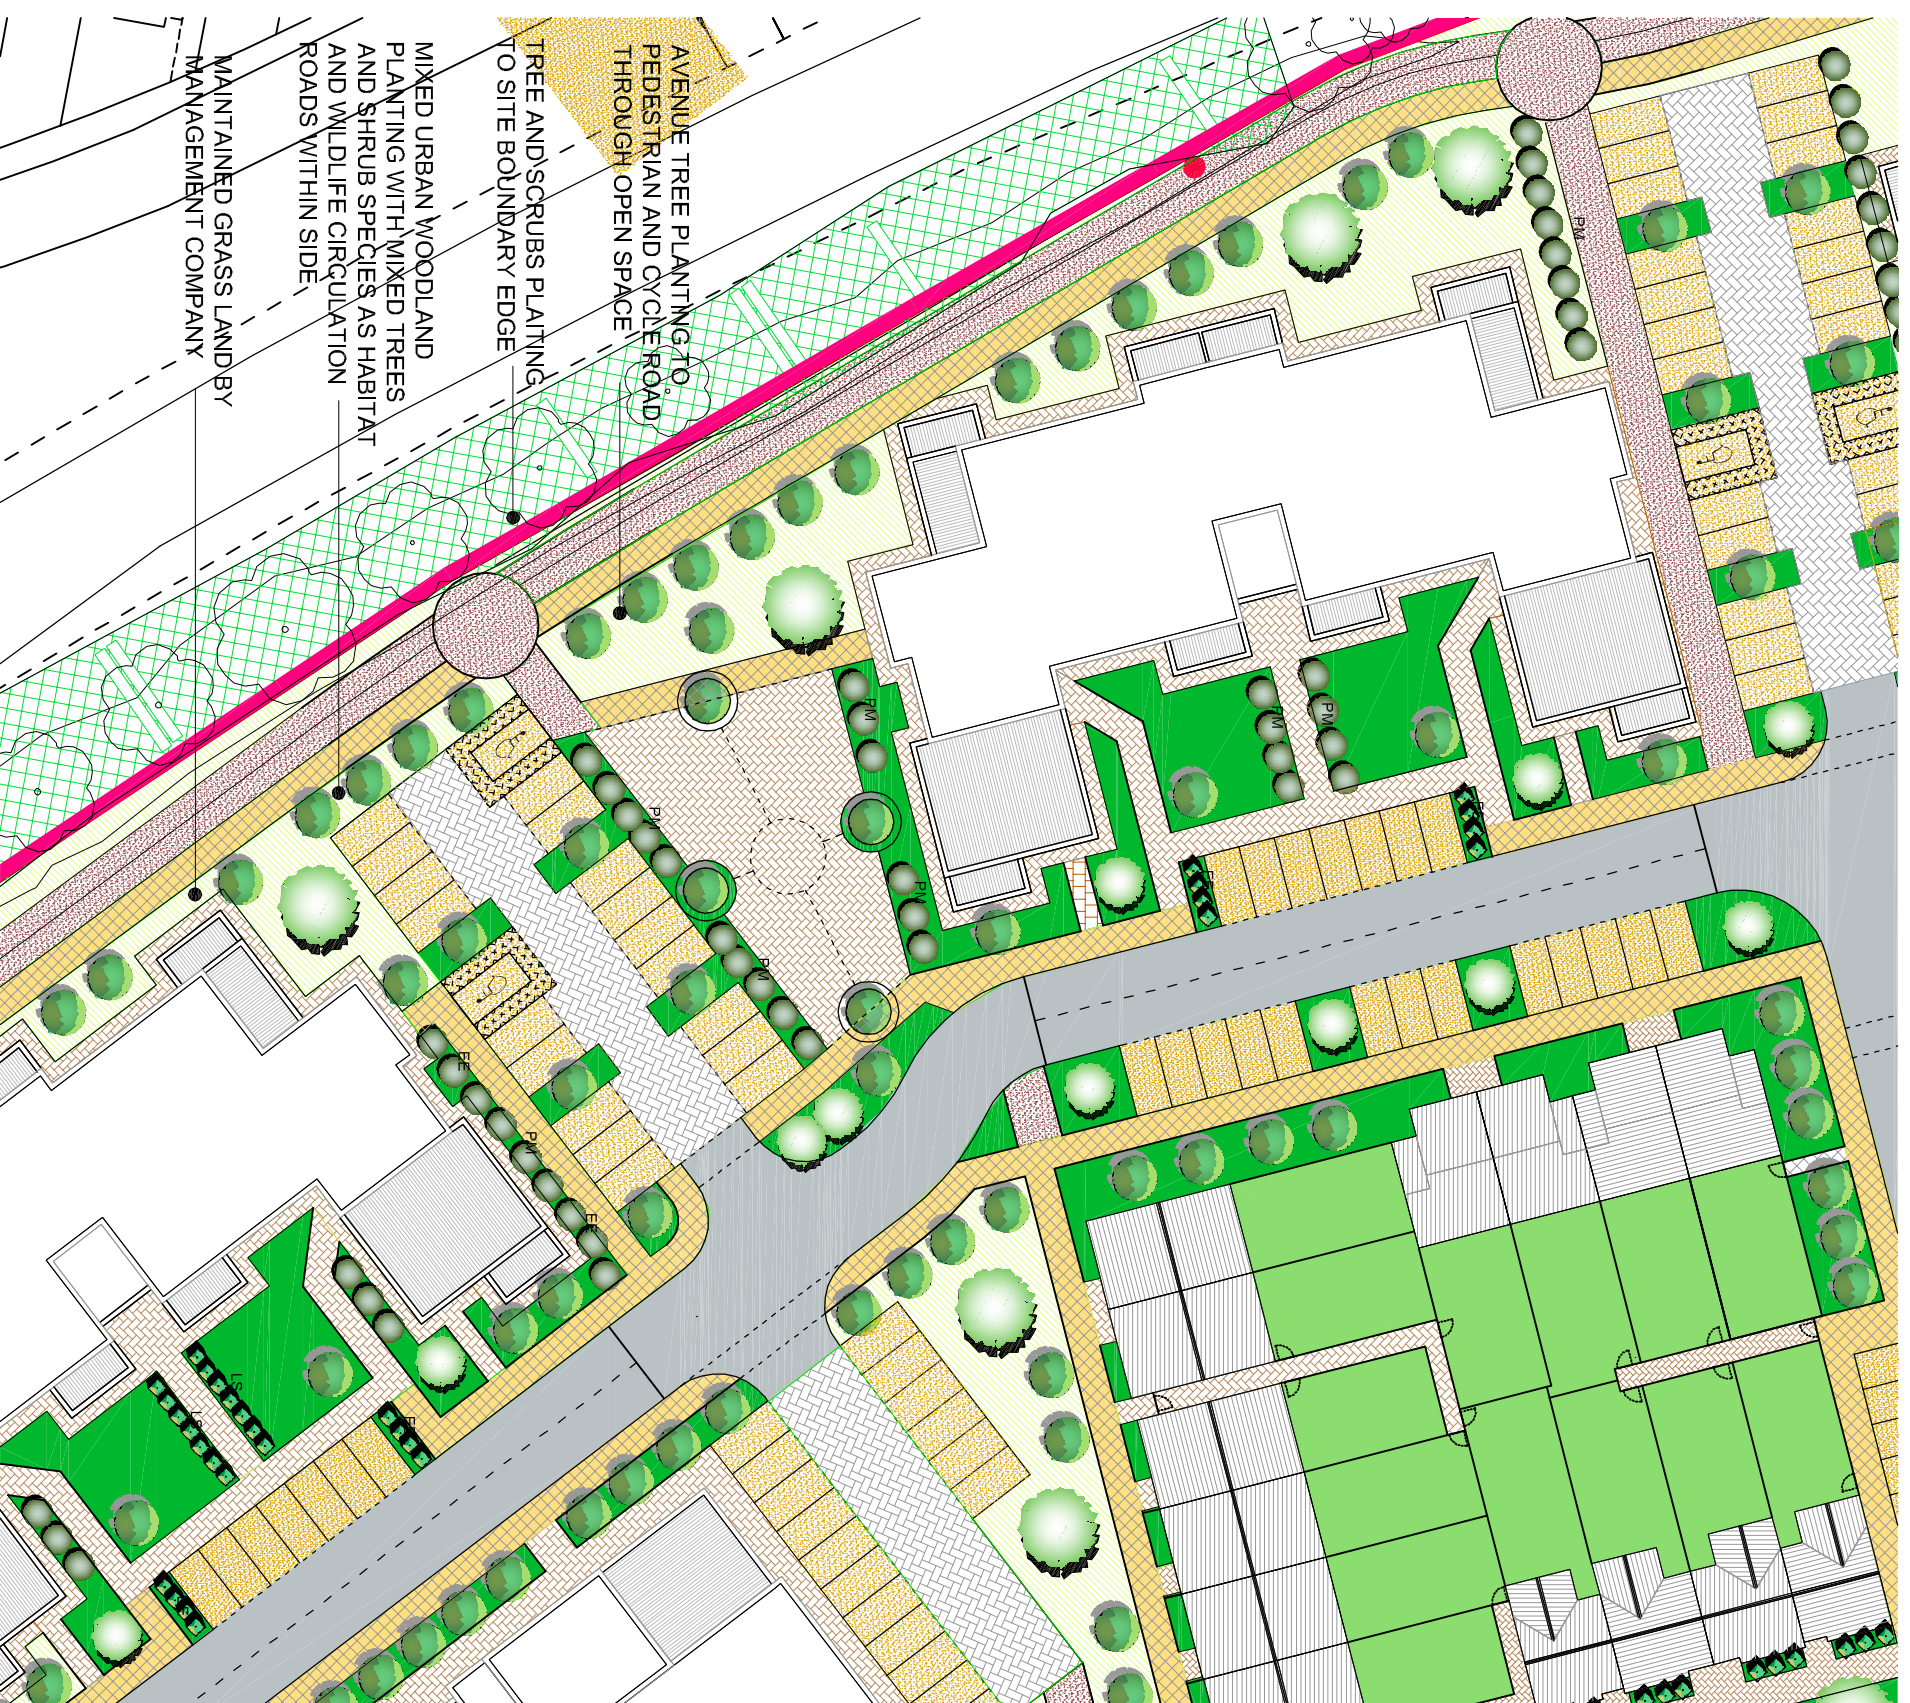 AVENUE TREE PLANTING TO
PEDESTRIAN AND CYCLE ROAD
THROUGH OPEN SPACE
TREE AND SCRUBS PLAITING
TO SITE BOUNDARY EDGE
MIXED URBAN WOODLAND
PLANTING WITH MIXED TREES
AND SHRUB SPECIES AS HABITAT
AND WILDLIFE CIRCULATION
ROADS WITHIN SIDE
MAINTAINED GRASS LAND BY
MANAGEMENT COMPANY
PM
PM
PM
PM
PM
PM
PM
EE
PM
EE
LS